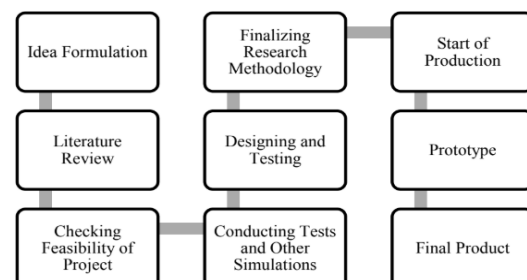 Idea Formulation
Literature
Review
Checking
Feasibility of
Project
Conducting Tests
and Other
Simulations
Designing and
Testing
Finalizing
Research
Methodology
Start of
Production
Prototype
Final Product